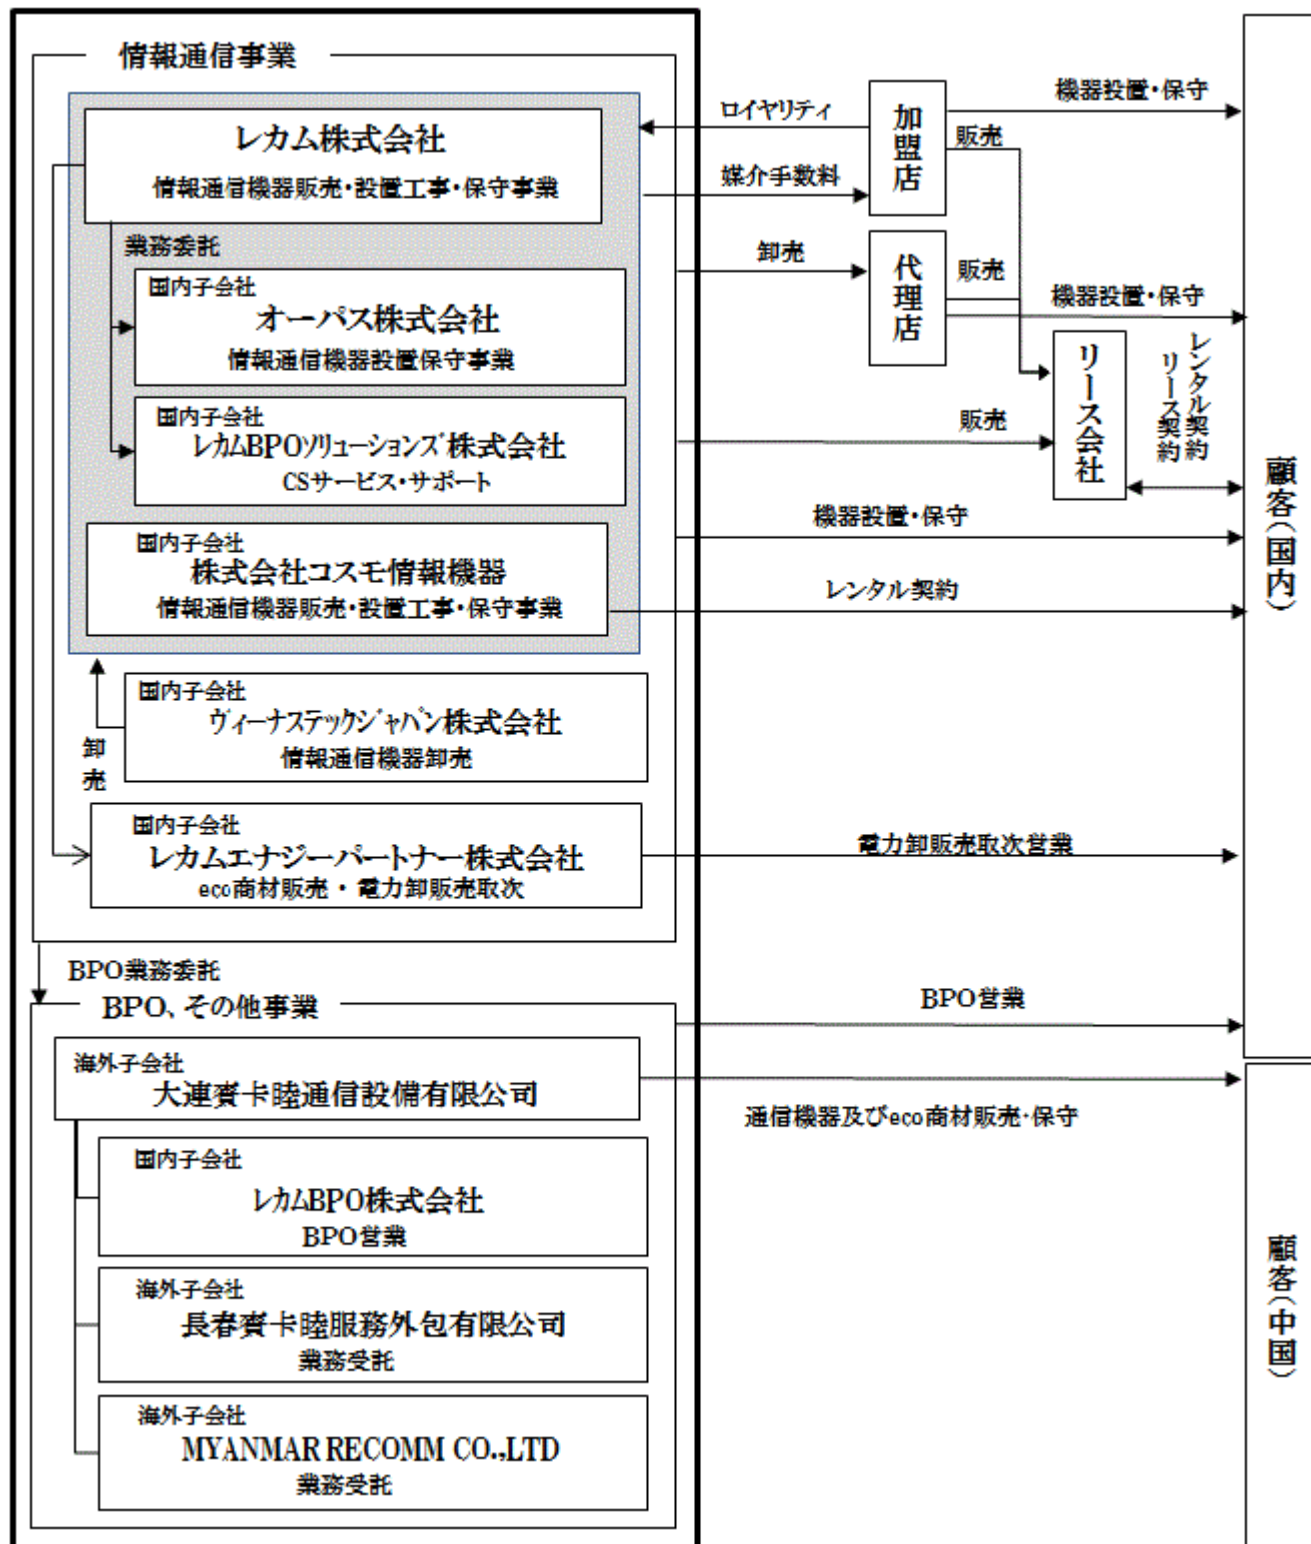 情報通信事業
レカム株式会社
情報通信機器販売・設置工事・保守事業
業務委託
国内子会社
オーパス株式会社
情報通信機器設置保守事業
国内子会社
レカムBPOソリューションズ株式会社
CSサービス・サポート
国内子会社
株式会社コスモ情報機器
情報通信機器販売・設置工事・保守事業
国内子会社
ヴィーナステックジャパン株式会社
情報通信機器卸売
卸売
国内子会社
レカムエナジーパートナー株式会社
eco商材販売・電力卸販売取次
BPO業務委託
BPO、その他事業
海外子会社
大連賚卡睦通信設備有限公司
国内子会社
レカムBPO株式会社
BPO営業
海外子会社
長春賚卡睦服務外包有限公司
業務受託
海外子会社
MYANMAR RECOMM CO.,LTD
業務受託
ロイヤリティ
媒介手数料
卸売
加盟店
代理店
機器設置・保守
販売
販売
機器設置・保守
リース会社
レンタル契約
リース契約
販売
機器設置・保守
レンタル契約
電力卸販売取次営業
BPO営業
通信機器及びeco商材販売・保守
顧客(国内)
顧客(中国)